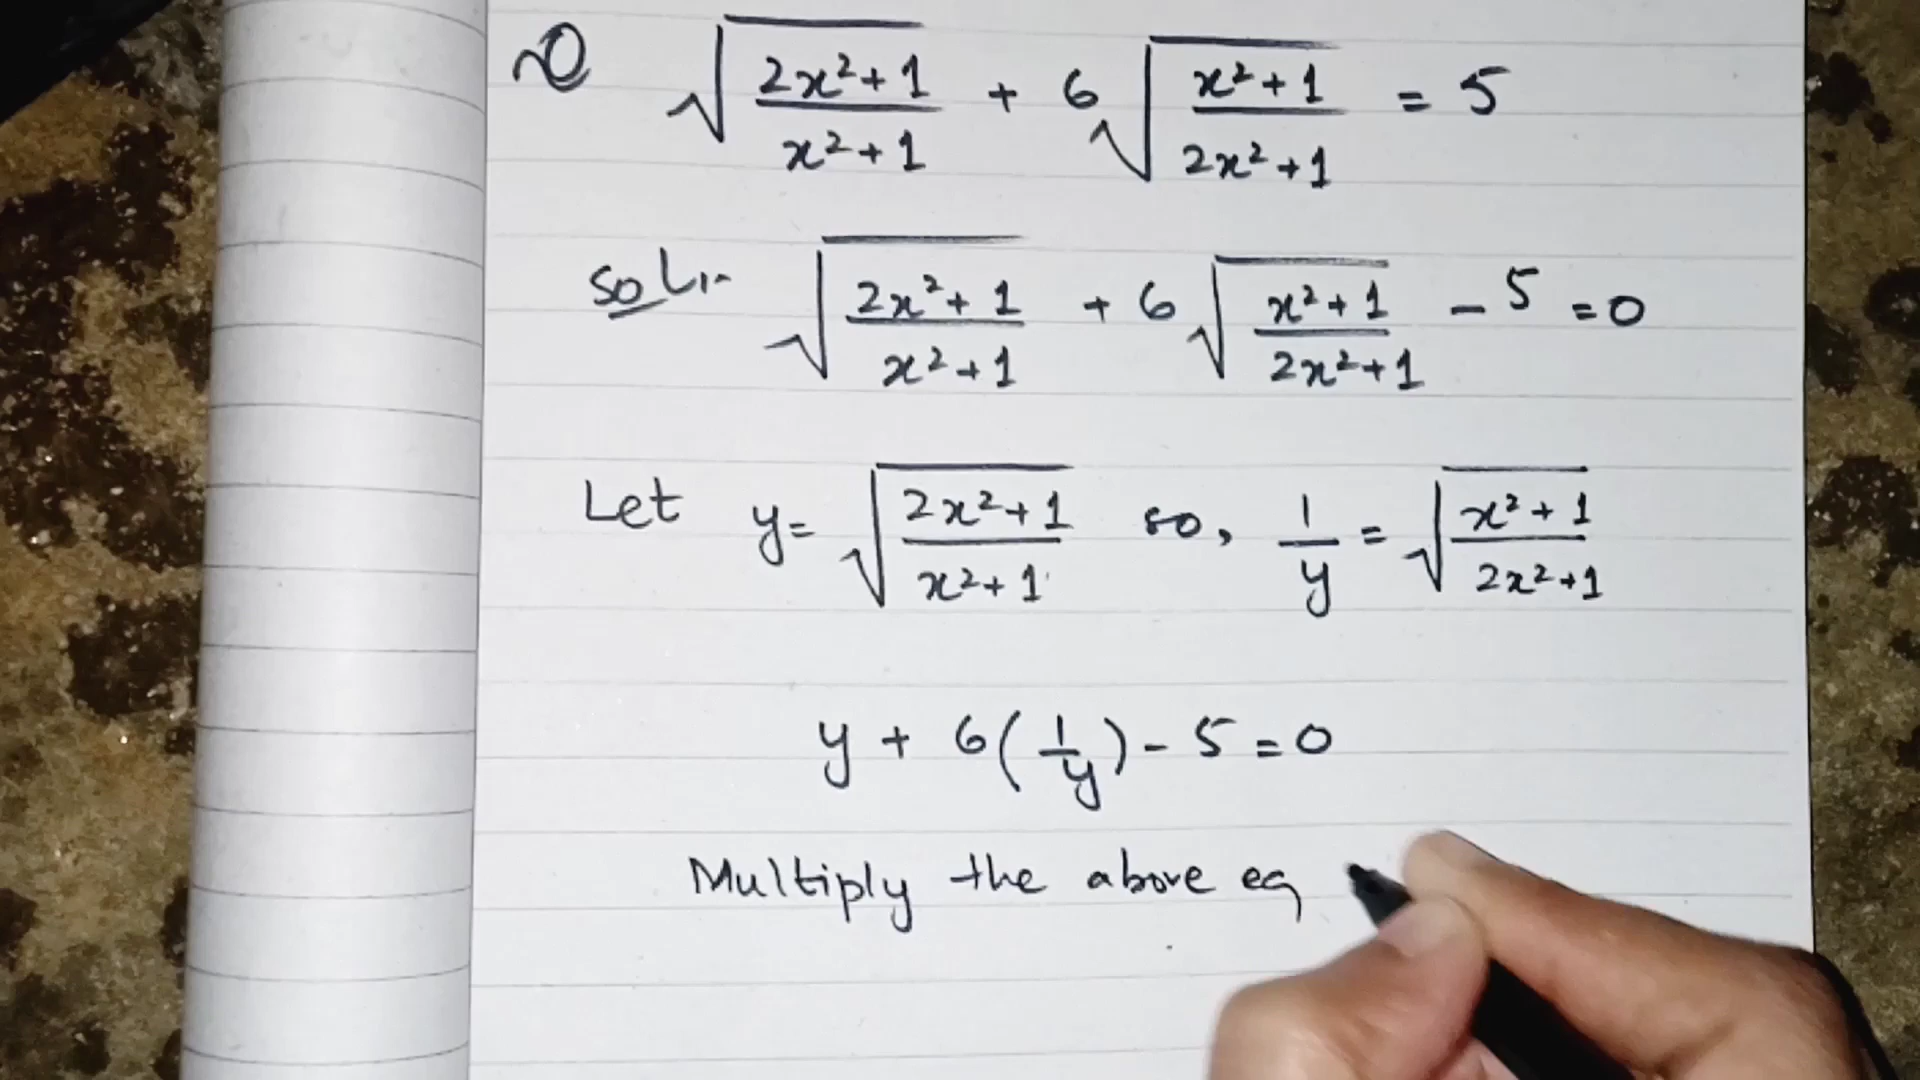 Q √((2x²+1)/(x²+1)) + 6√((x²+1)/(2x²+1)) = 5
Sol:- √((2x²+1)/(x²+1)) + 6√((x²+1)/(2x²+1)) - 5 = 0
Let y = √((2x²+1)/(x²+1)) so, 1/y = √((x²+1)/(2x²+1))
y + 6(1/y) - 5 = 0
Multiply the above eq